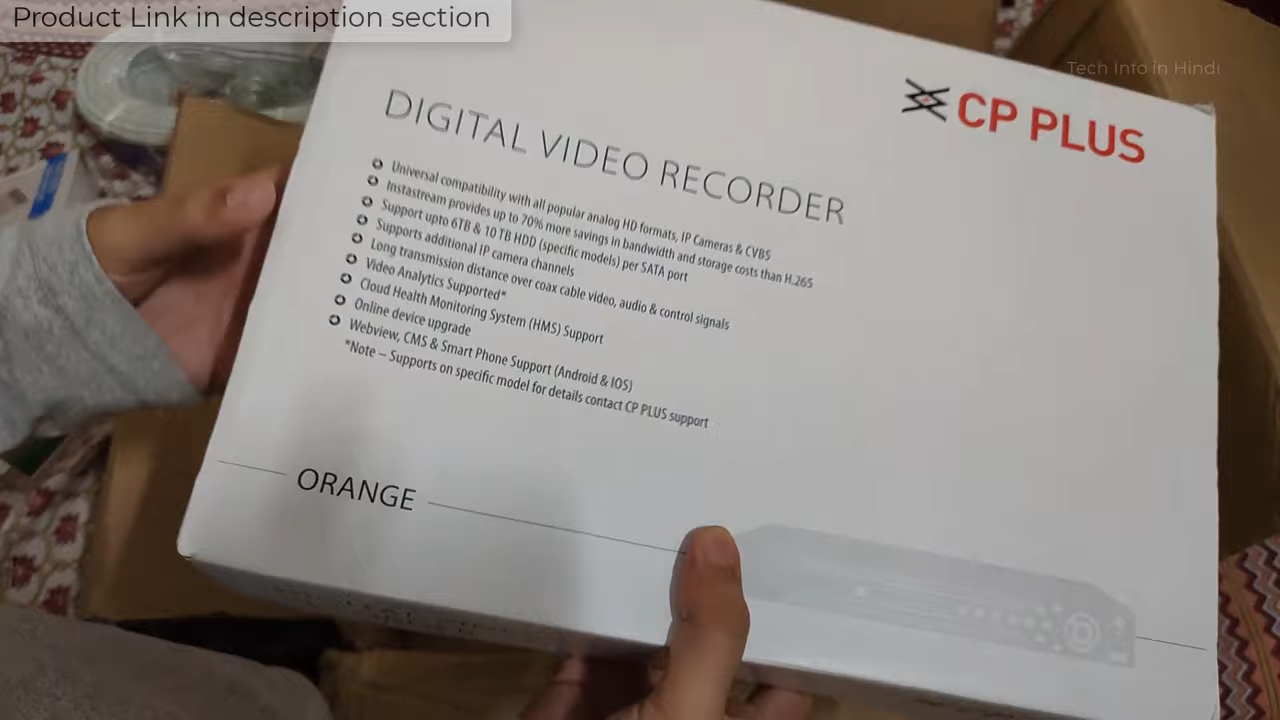 Product Link in description section
Tech Into in Hindi
CP PLUS
DIGITAL VIDEO RECORDER
Universal compatibility with all popular analog HD formats, IP Cameras & CVBS
Instastream provides up to 70% more savings in bandwidth and storage costs than H.265
Support upto 6TB & 10 TB HDD (specific models) per SATA port
Supports additional IP camera channels
Long transmission distance over coax cable video, audio & control signals
Video Analytics Supported*
Cloud Health Monitoring System (HMS) Support
Online device upgrade
Webview, CMS & Smart Phone Support (Android & IOS)
*Note – Supports on specific model for details contact CP PLUS support
ORANGE